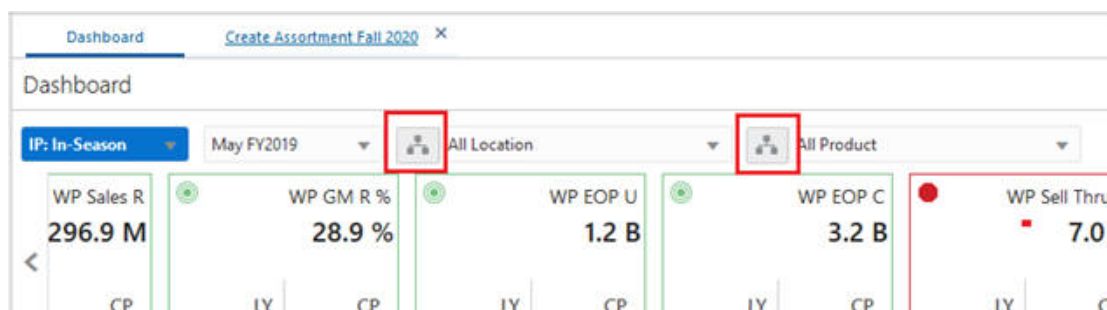 Dashboard Create Assortment Fall 2020 ×
Dashboard
IP: In-Season May FY2019 All Location All Product
WP Sales R WP GM R % WP EOP U WP EOP C WP Sell Thru
296.9 M 28.9 % 1.2 B 3.2 B 7.0
CP LY CP LY CP LY CP LY